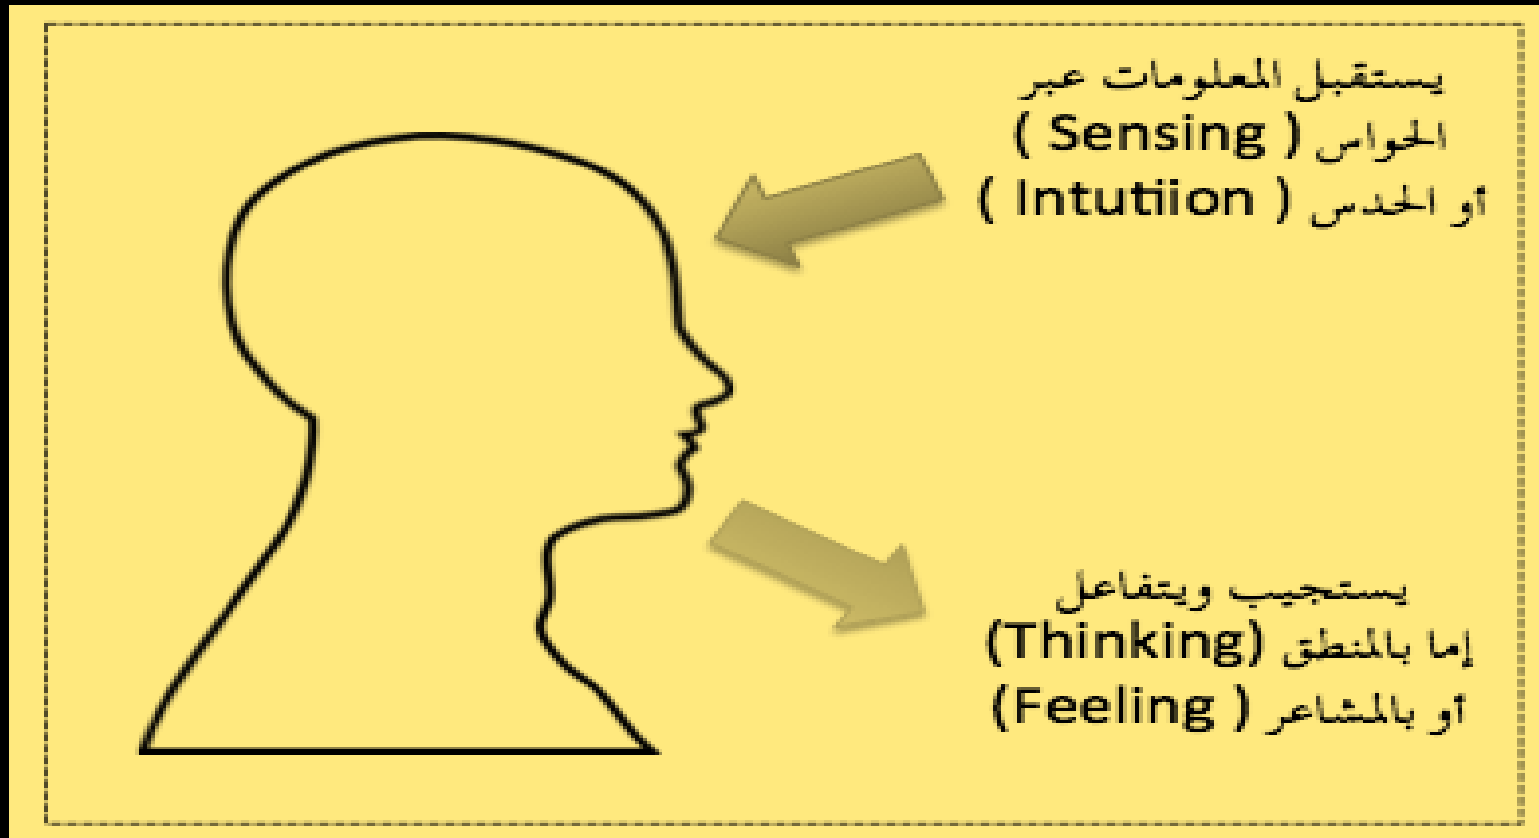 يستقبل المعلومات عبر
الحواس ( Sensing )
أو الحدس ( Intutiion )
يستجيب ويتفاعل
إما بالمنطق (Thinking)
أو بالمشاعر (Feeling )